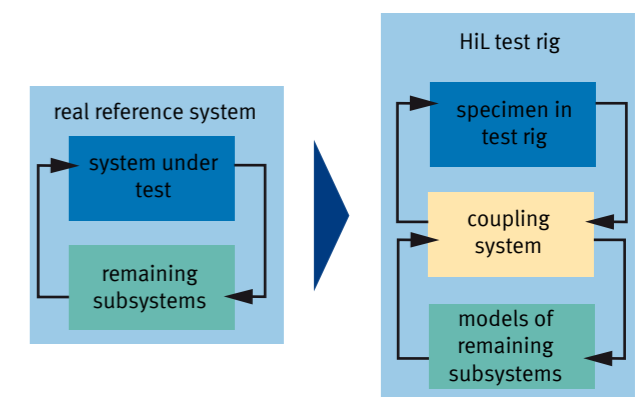 real reference system
system under
test
remaining
subsystems
HiL test rig
specimen in
test rig
coupling
system
models of
remaining
subsystems